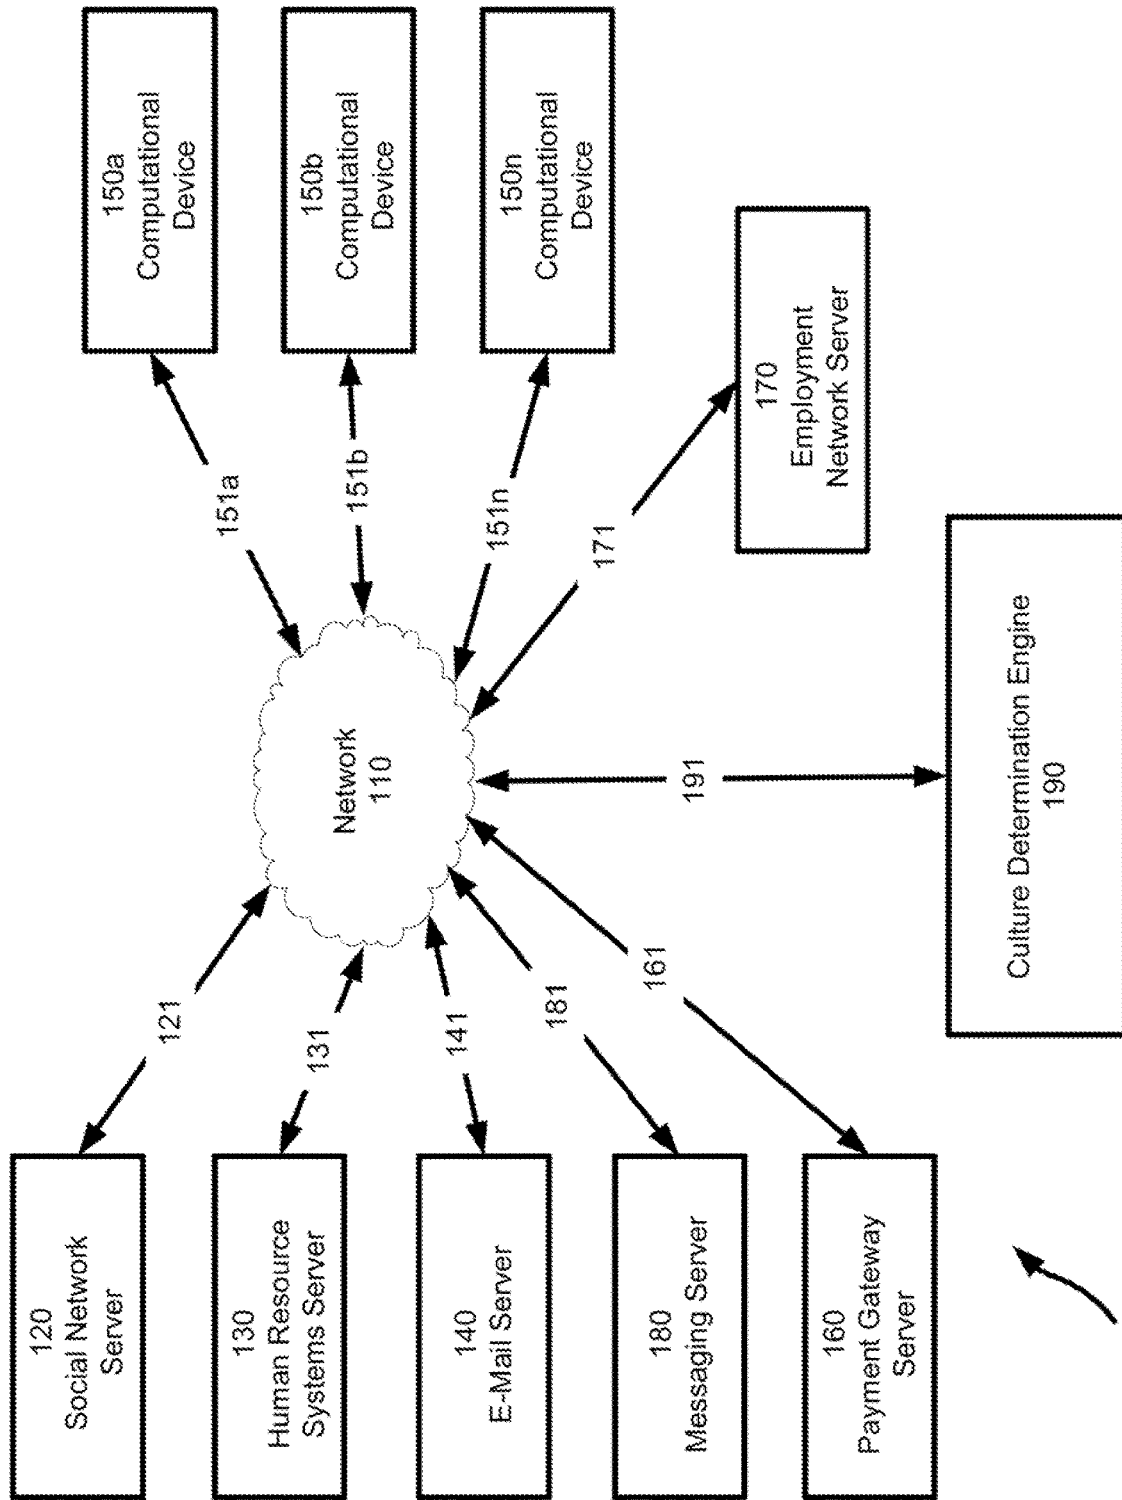 120
Social Network
Server
130
Human Resource
Systems Server
140
E-Mail Server
180
Messaging Server
160
Payment Gateway
Server
121
131
141
181
161
Network
110
191
151a
151b
151n
171
150a
Computational
Device
150b
Computational
Device
150n
Computational
Device
170
Employment
Network Server
Culture Determination Engine
190